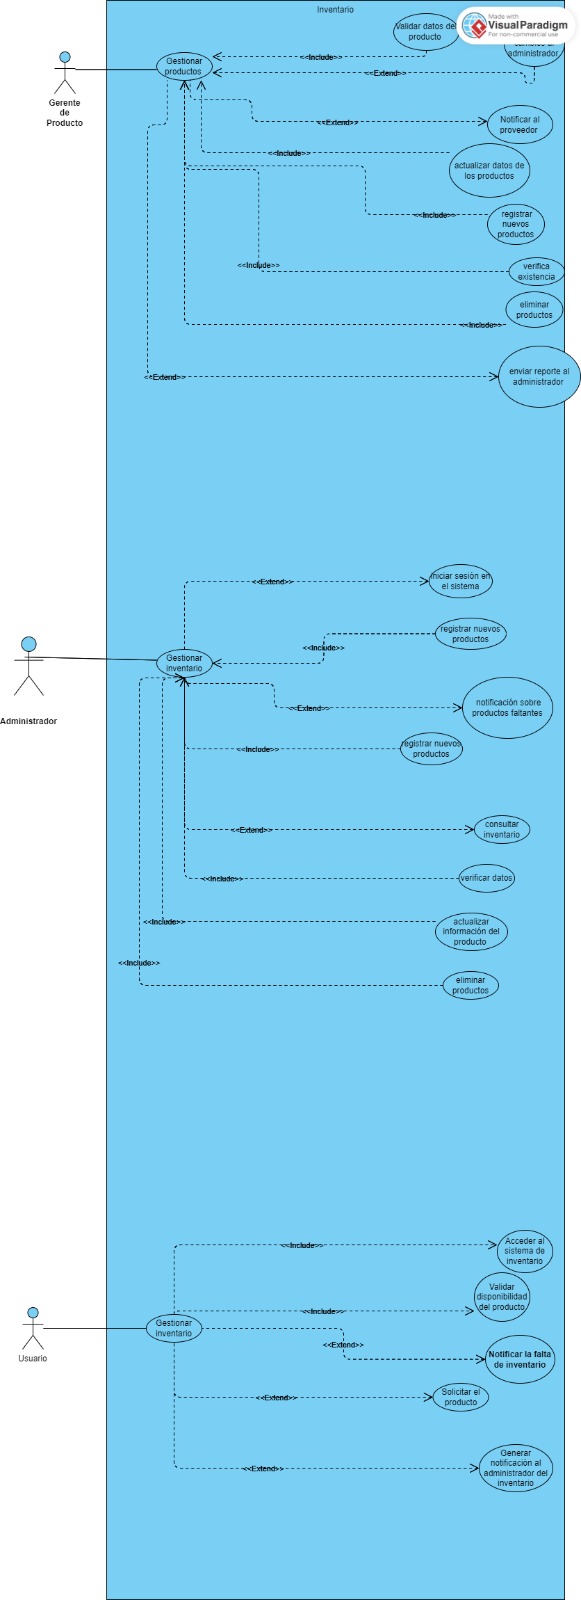 Inventario
Made with
VisualParadigm
For non-commercial use
Validar datos del
producto
administrador
Gestionar
productos
<<Include>>
<<Extend>>
Gerente
de
Producto
Notificar al
proveedor
<<Extend>>
<<Include>>
actualizar datos de
los productos
registrar
nuevos
productos
<<Include>>
<<Include>>
verifica
existencia
eliminar
productos
<<Include>>
enviar reporte al
administrador
<<Extend>>
Iniciar sesión en
el sistema
<<Extend>>
registrar nuevos
productos
<<Include>>
Gestionar
inventario
Administrador
notificación sobre
productos faltantes
<<Extend>>
registrar nuevos
productos
<<Include>>
consultar
inventario
<<Extend>>
verificar datos
<<Include>>
actualizar
información del
producto
<<Include>>
<<Include>>
eliminar
productos
Acceder al
sistema de
inventario
<<Include>>
Validar
disponibilidad
del producto
<<Include>>
Gestionar
inventario
Usuario
<<Extend>>
Notificar la falta
de inventario
Solicitar el
producto
<<Extend>>
Generar
notificación al
administrador del
inventario
<<Extend>>